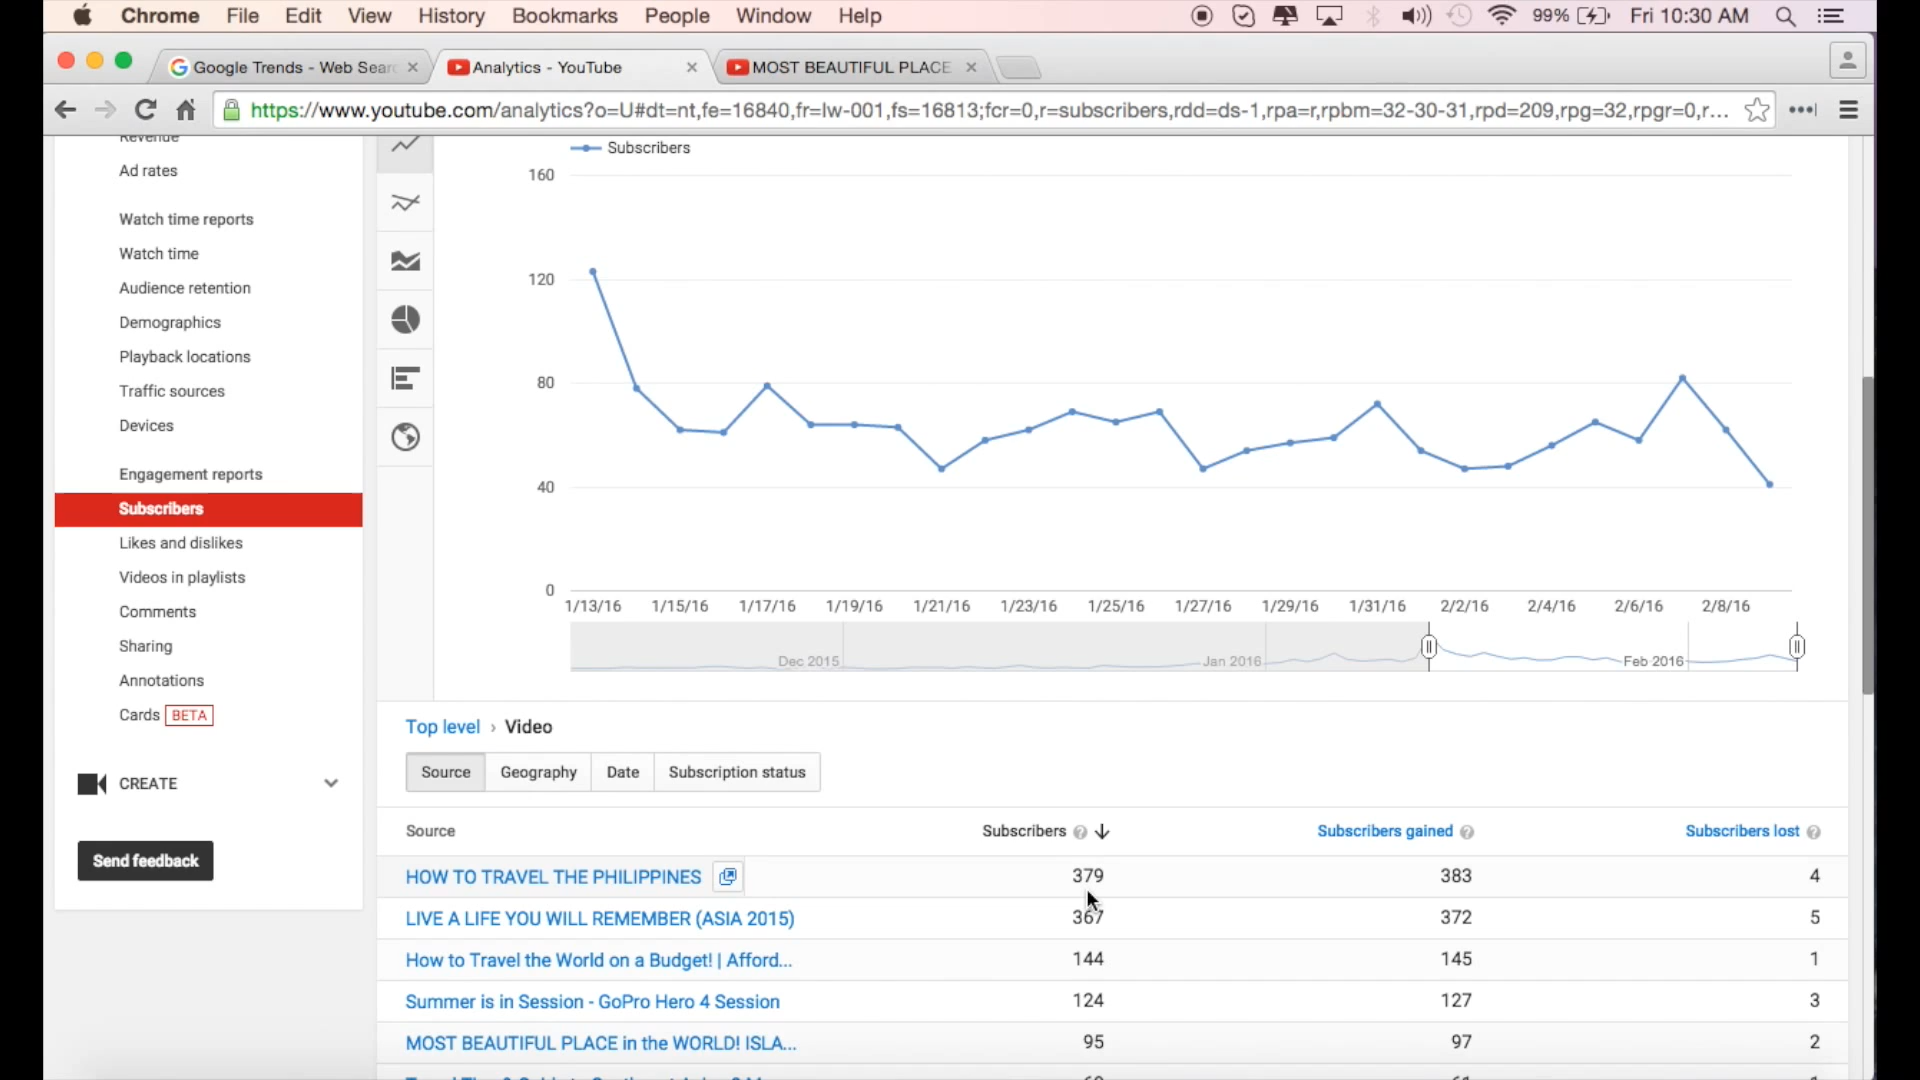 Chrome File Edit View History Bookmarks People Window Help 99% Fri 10:30 AM
Google Trends - Web Sear Analytics - YouTube MOST BEAUTIFUL PLACE
https://www.youtube.com/analytics?o=U#dt=nt,fe=16840,fr=lw-001,fs=16813;fcr=0,r=subscribers,rdd=ds-1,rpa=r,rpbm=32-30-31,rpd=209,rpg=32,rpgr=0,r...
Revenue
Ad rates
Watch time reports
Watch time
Audience retention
Demographics
Playback locations
Traffic sources
Devices
Engagement reports
Subscribers
Likes and dislikes
Videos in playlists
Comments
Sharing
Annotations
Cards BETA
CREATE
Send feedback
Subscribers
160
120
80
40
0
1/13/16 1/15/16 1/17/16 1/19/16 1/21/16 1/23/16 1/25/16 1/27/16 1/29/16 1/31/16 2/2/16 2/4/16 2/6/16 2/8/16
Dec 2015 Jan 2016 Feb 2016
Top level › Video
Source Geography Date Subscription status
Source Subscribers ? Subscribers gained ? Subscribers lost ?
HOW TO TRAVEL THE PHILIPPINES 379 383 4
LIVE A LIFE YOU WILL REMEMBER (ASIA 2015) 367 372 5
How to Travel the World on a Budget! | Afford... 144 145 1
Summer is in Session - GoPro Hero 4 Session 124 127 3
MOST BEAUTIFUL PLACE in the WORLD! ISLA... 95 97 2